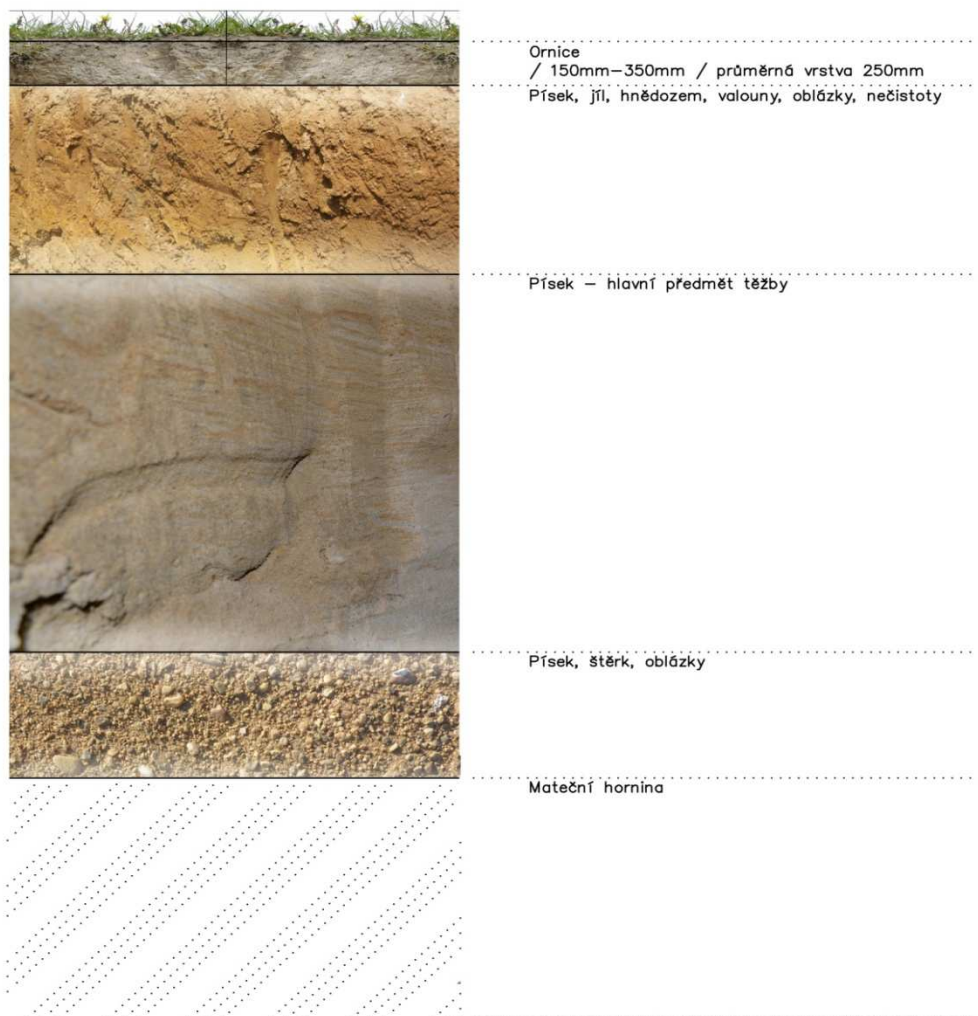 Ornice
/ 150mm–350mm / průměrná vrstva 250mm
Písek, jíl, hnědozem, valouny, oblázky, nečistoty
Písek – hlavní předmět těžby
Písek, štěrk, oblázky
Mateční hornina